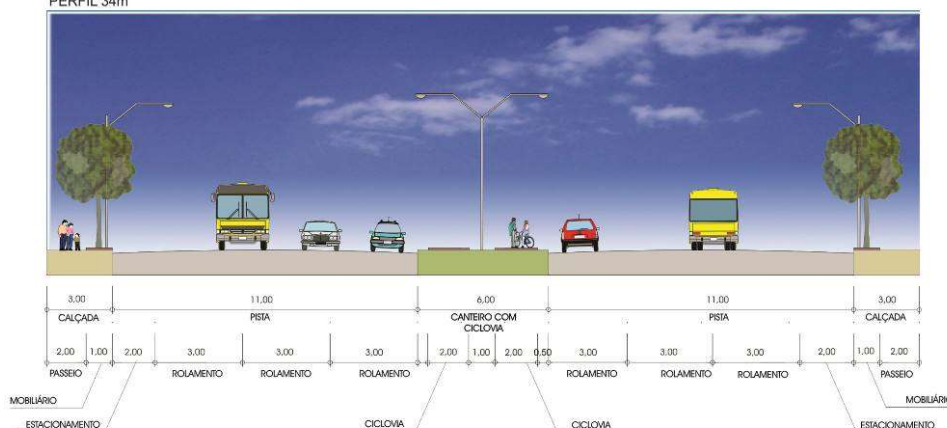 PERFIL 34m
3,00 11,00 6,00 11,00 3,00
CALÇADA PISTA CANTEIRO COM CICLOVIA PISTA CALÇADA
2,00 1,00 2,00 3,00 3,00 3,00 2,00 1,00 2,00 0,50 3,00 3,00 3,00 2,00 1,00 2,00
PASSEIO ROLAMENTO ROLAMENTO ROLAMENTO ROLAMENTO ROLAMENTO ROLAMENTO PASSEIO
MOBILIÁRIO MOBILIÁRIO
ESTACIONAMENTO CICLOVIA CICLOVIA ESTACIONAMENTO